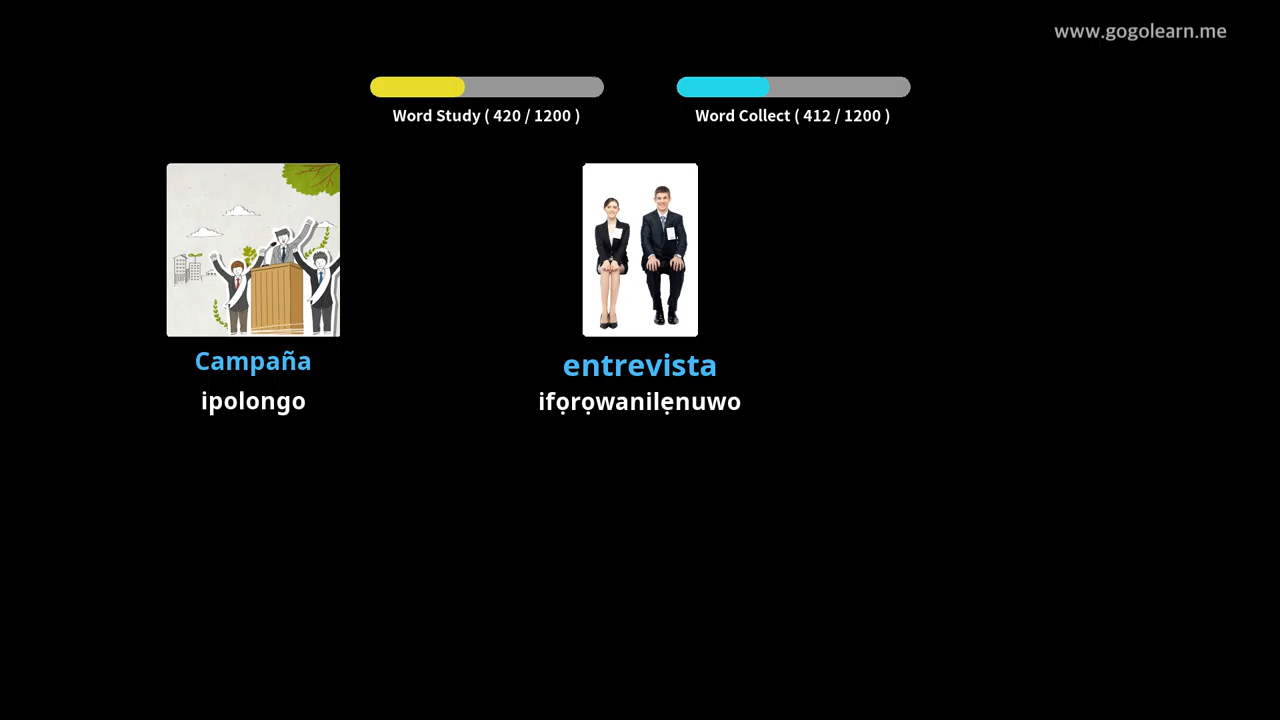 www.gogolearn.me
Word Study ( 420 / 1200 )
Word Collect ( 412 / 1200 )
Campaña
ipolongo
entrevista
ifọrọwanilẹnuwo